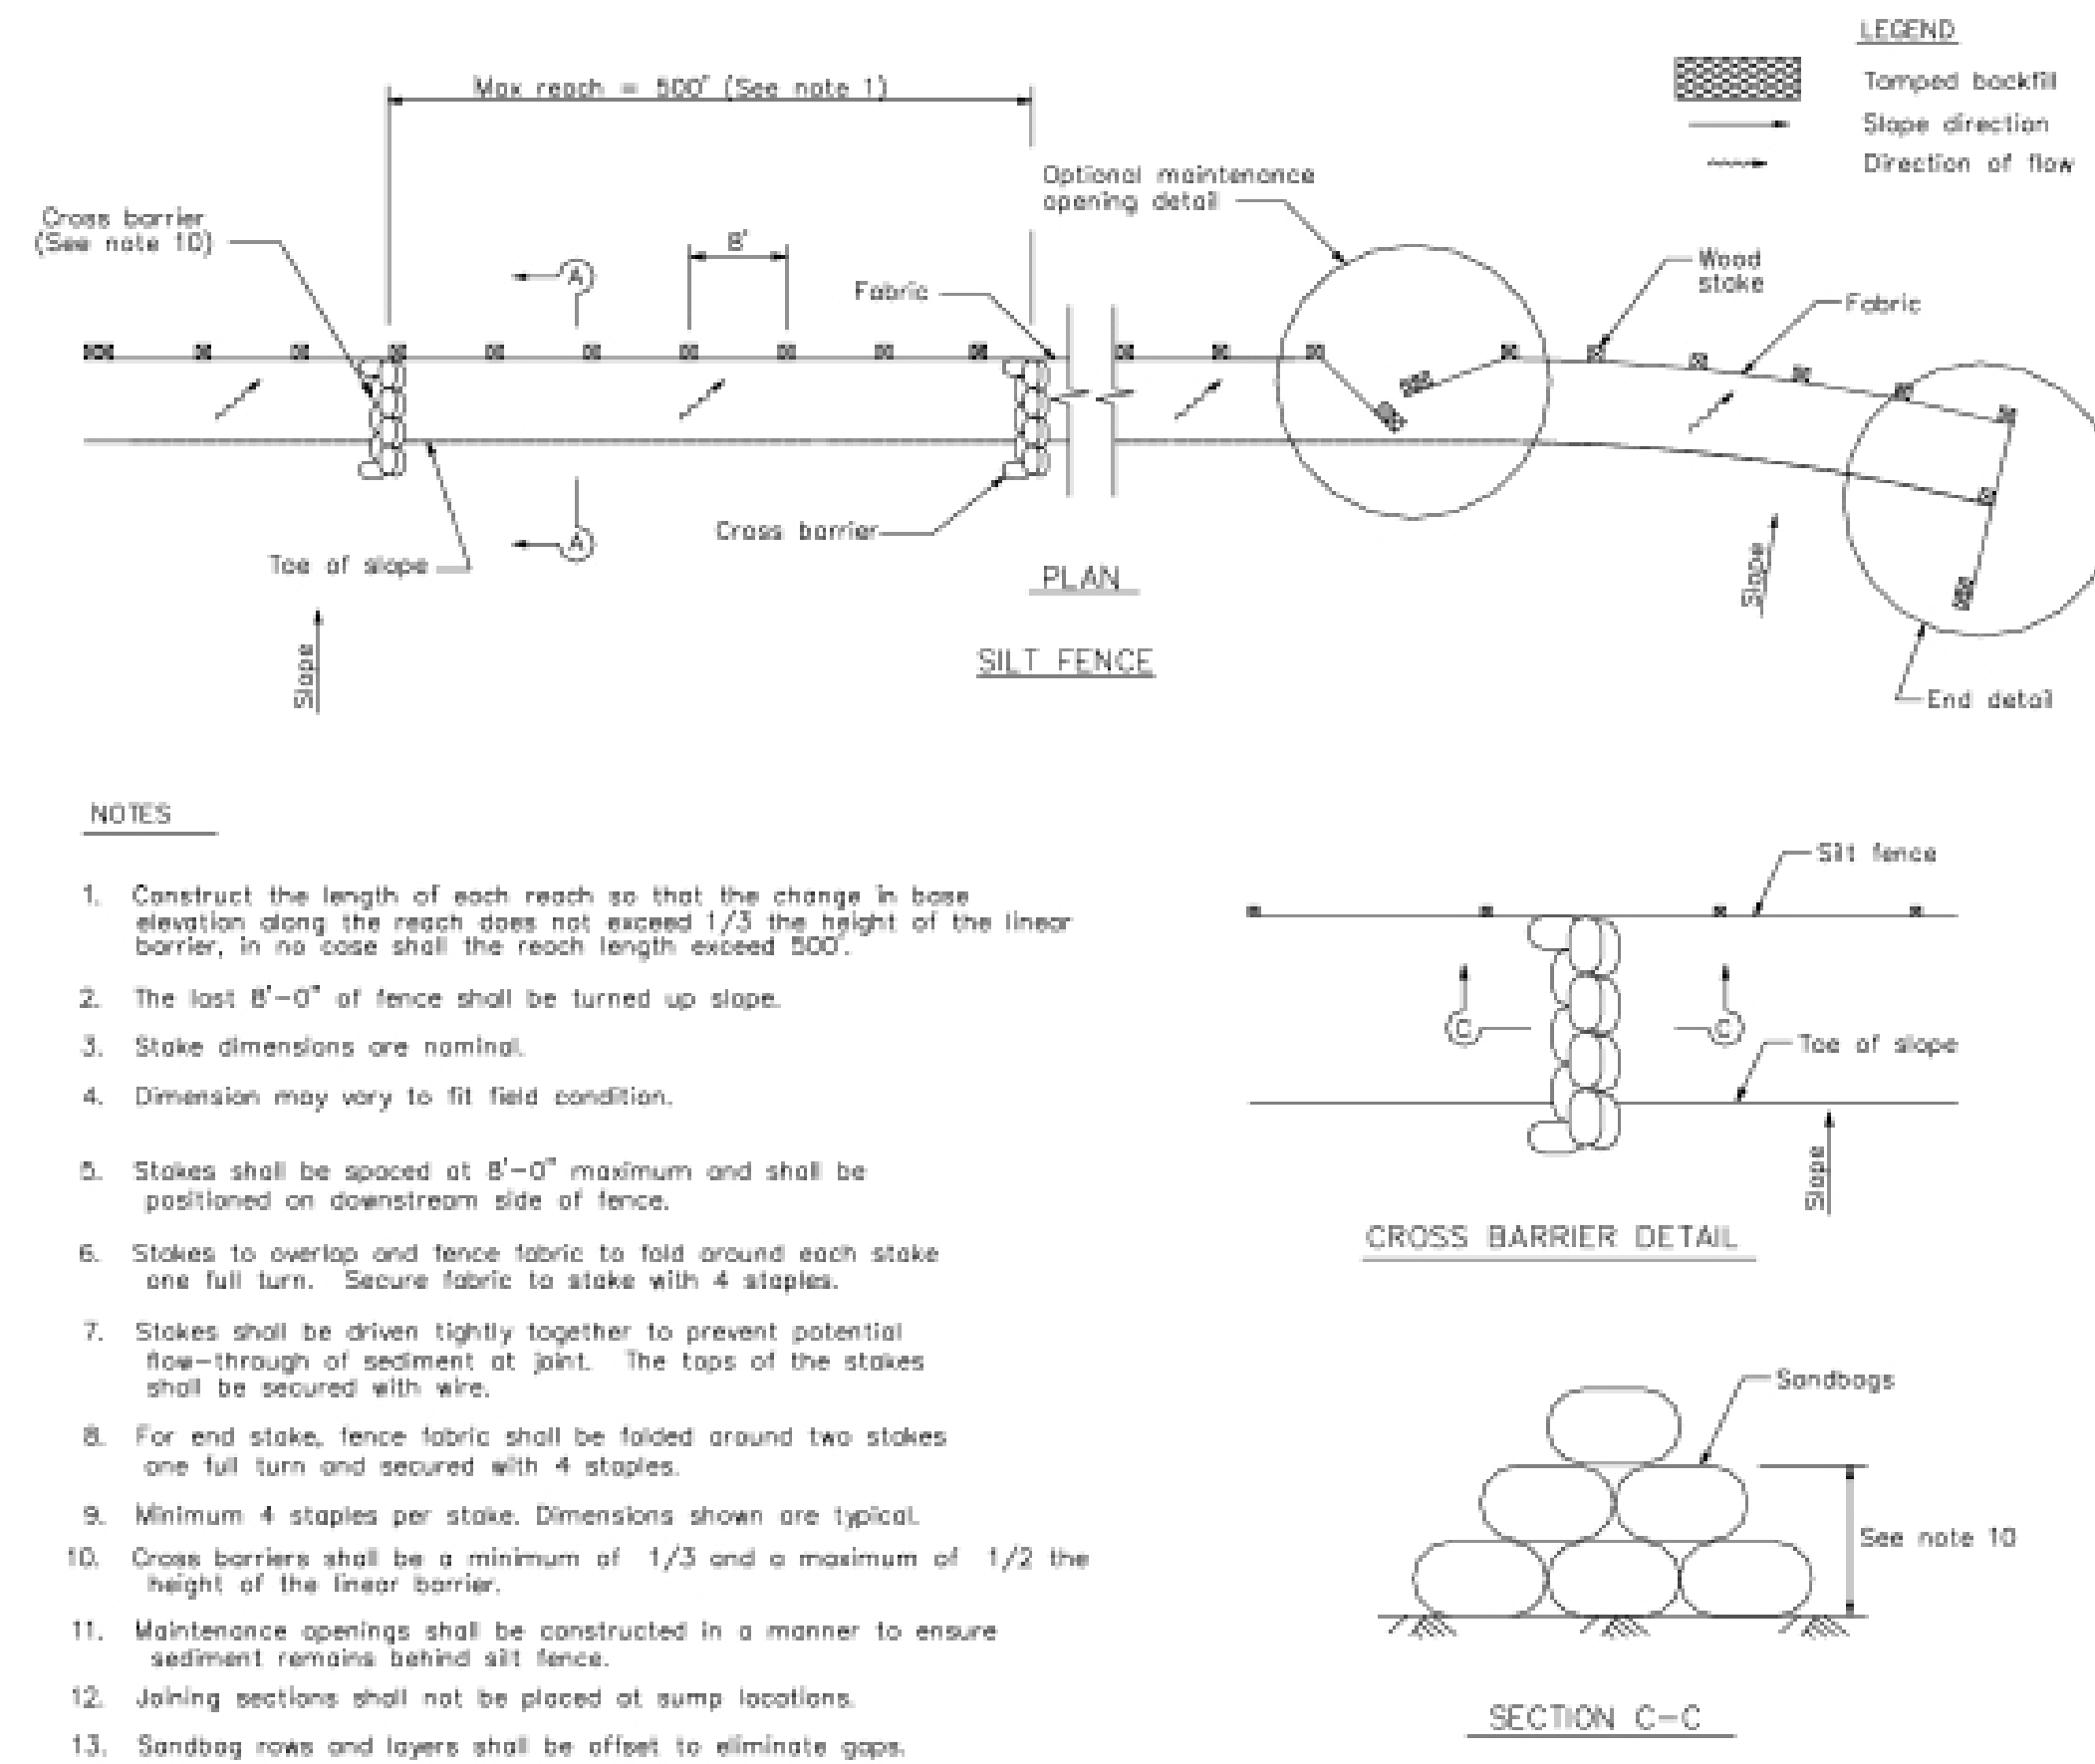 LEGEND
Tamped backfill
Slope direction
Direction of flow
Max reach = 500' (See note 1)
Optional maintenance
opening detail
Cross barrier
(See note 10)
8'
A
Fabric
Wood
stake
Fabric
Cross barrier
A
Toe of slope
PLAN
Slope
SILT FENCE
Slope
End detail
NOTES
1. Construct the length of each reach so that the change in base
elevation along the reach does not exceed 1/3 the height of the linear
barrier, in no case shall the reach length exceed 500'.
2. The last 8'-0" of fence shall be turned up slope.
3. Stake dimensions are nominal.
4. Dimension may vary to fit field condition.
5. Stakes shall be spaced at 8'-0" maximum and shall be
positioned on downstream side of fence.
6. Stakes to overlap and fence fabric to fold around each stake
one full turn. Secure fabric to stake with 4 staples.
7. Stakes shall be driven tightly together to prevent potential
flow-through of sediment at joint. The tops of the stakes
shall be secured with wire.
8. For end stake, fence fabric shall be folded around two stakes
one full turn and secured with 4 staples.
9. Minimum 4 staples per stake. Dimensions shown are typical.
10. Cross barriers shall be a minimum of 1/3 and a maximum of 1/2 the
height of the linear barrier.
11. Maintenance openings shall be constructed in a manner to ensure
sediment remains behind silt fence.
12. Joining sections shall not be placed at sump locations.
13. Sandbag rows and layers shall be offset to eliminate gaps.
Silt fence
C
C
Toe of slope
Slope
CROSS BARRIER DETAIL
Sandbags
See note 10
SECTION C-C